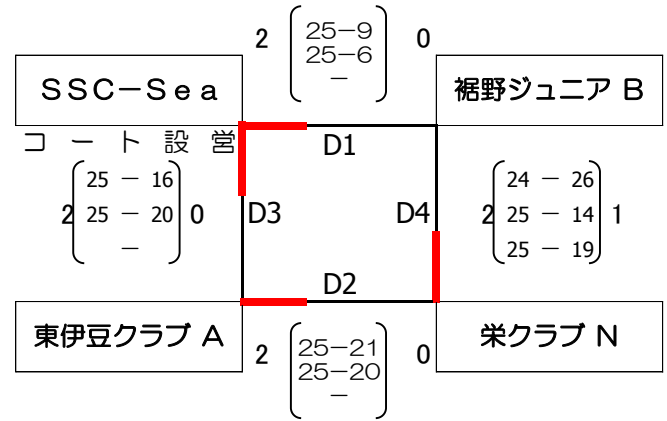 2 25−9 0
25−6
−
SSC−Sea
裾野ジュニア B
コート設営
D1
25 − 16
2 25 − 20 0
−
D3
D4
24 − 26
2 25 − 14 1
25 − 19
D2
東伊豆クラブ A
栄クラブ N
2 25−21 0
25−20
−